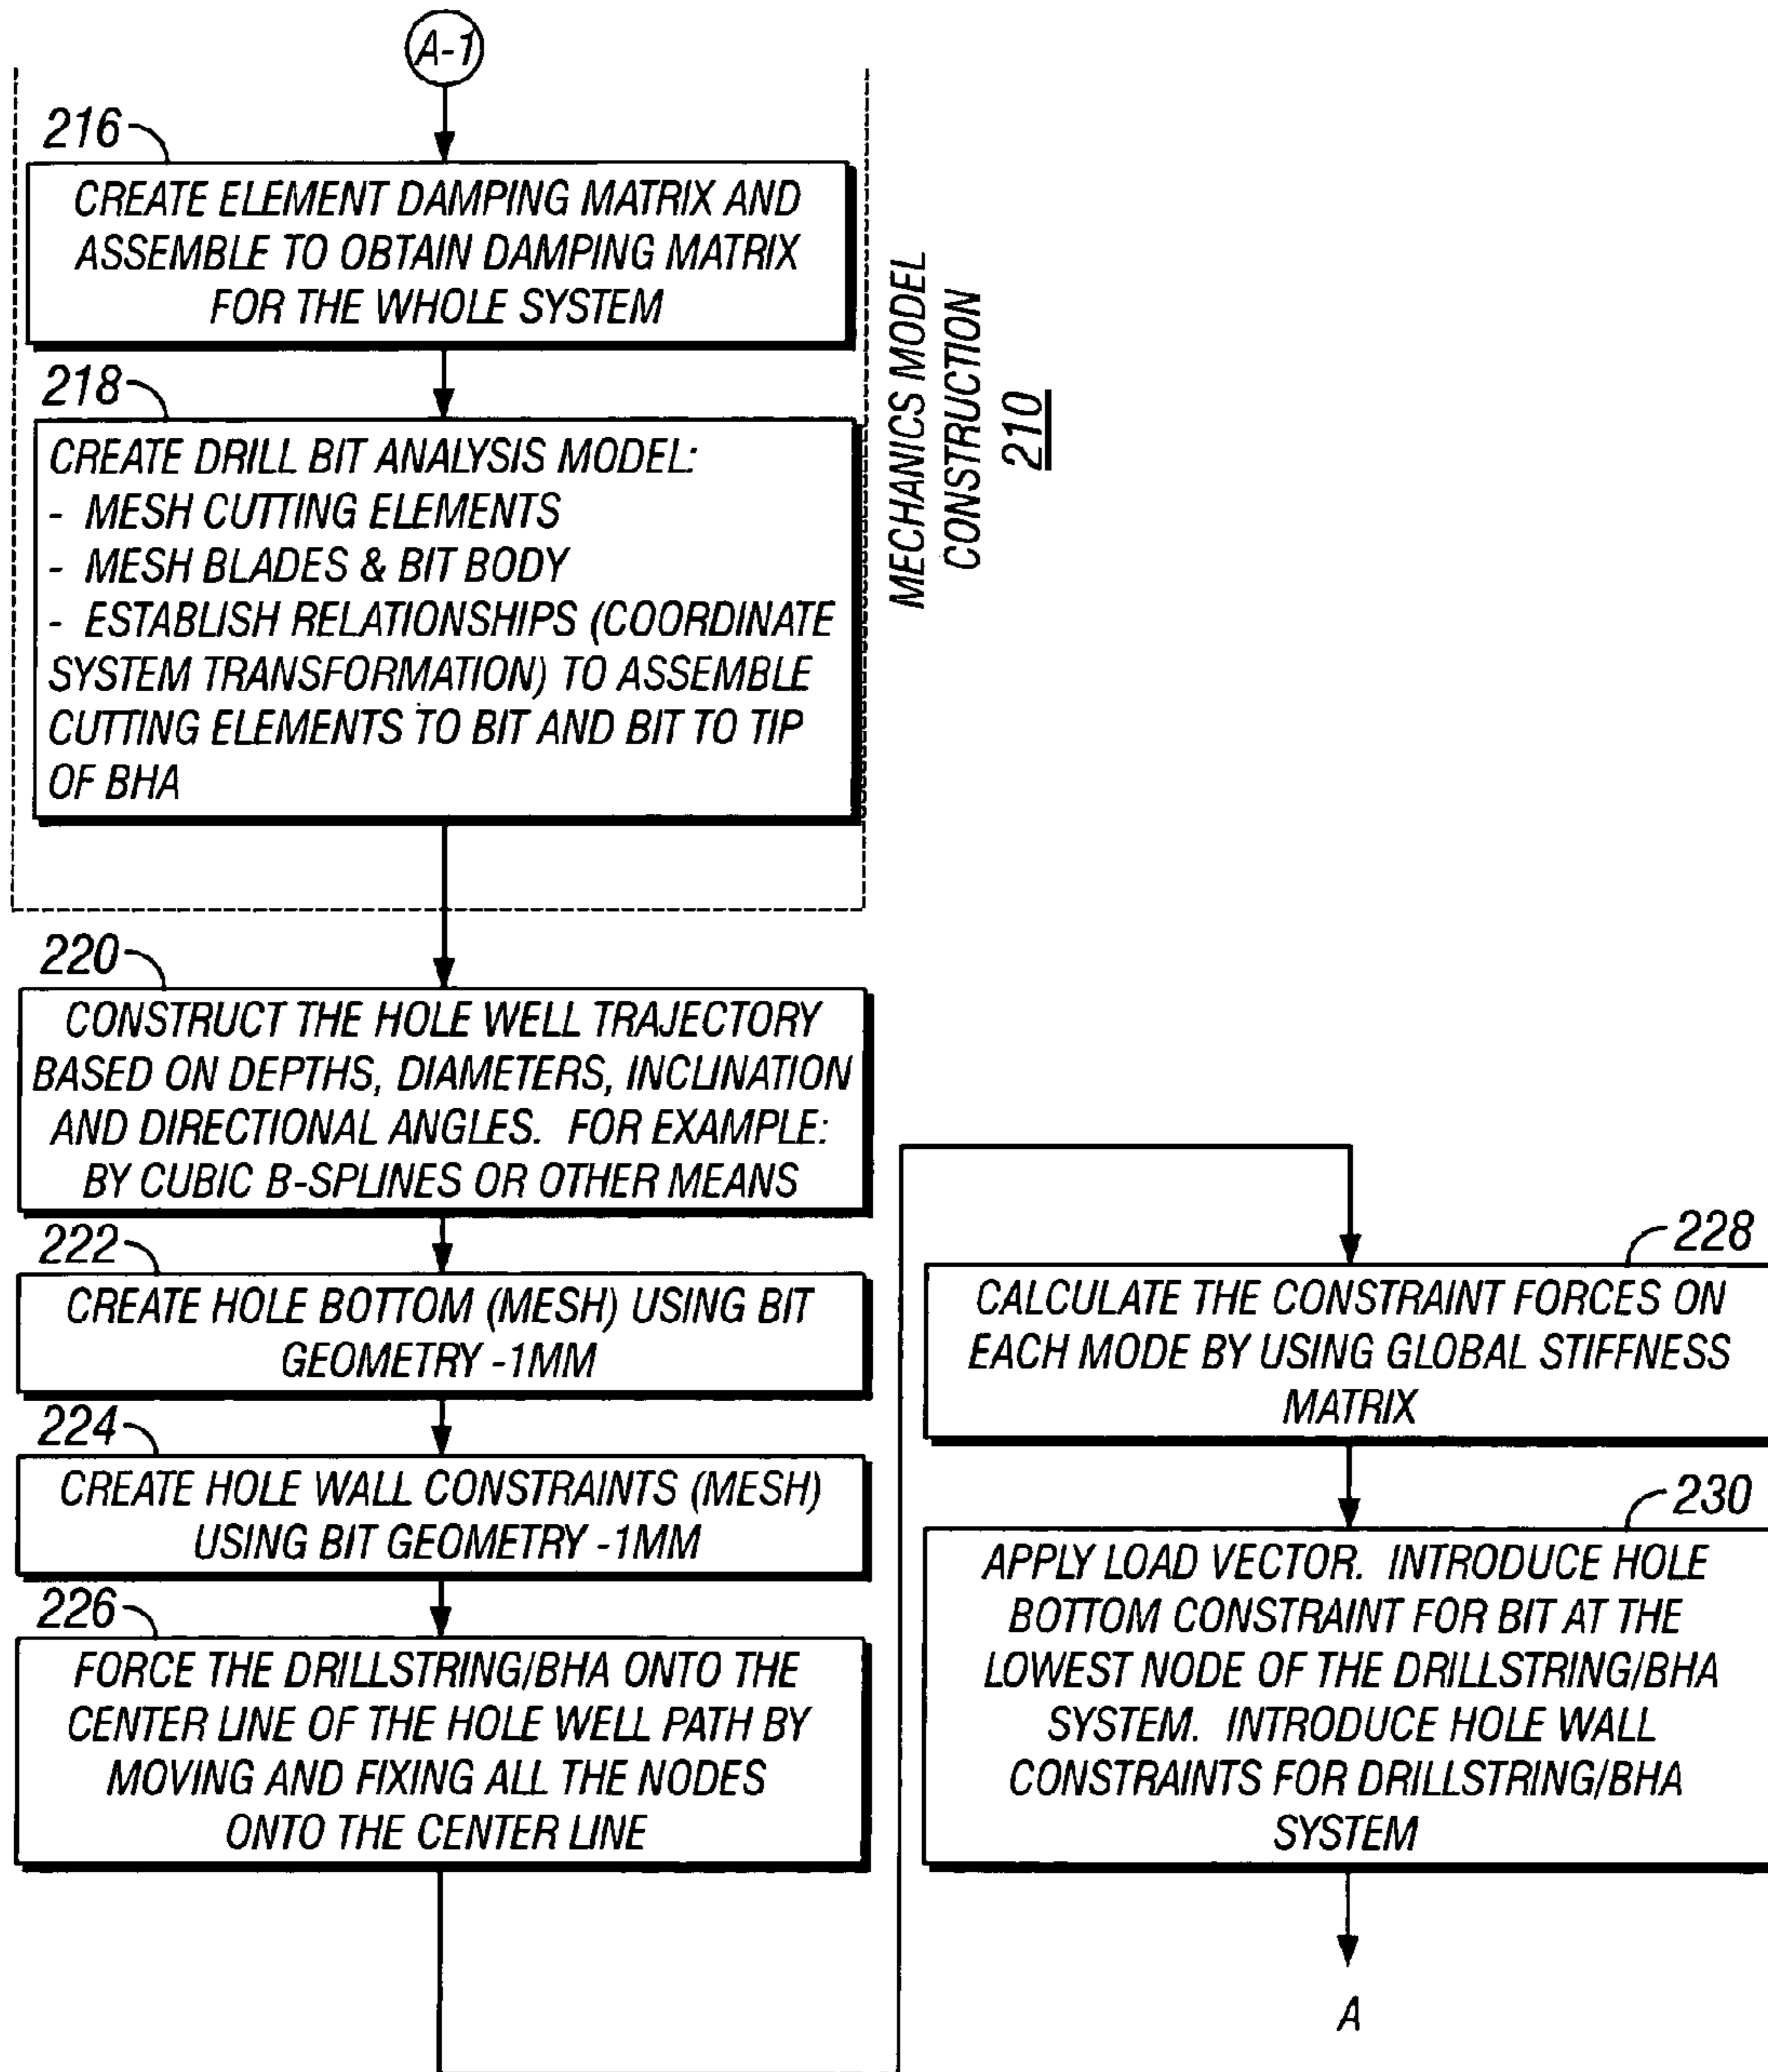 A-1
216
CREATE ELEMENT DAMPING MATRIX AND
ASSEMBLE TO OBTAIN DAMPING MATRIX
FOR THE WHOLE SYSTEM
218
CREATE DRILL BIT ANALYSIS MODEL:
- MESH CUTTING ELEMENTS
- MESH BLADES & BIT BODY
- ESTABLISH RELATIONSHIPS (COORDINATE
SYSTEM TRANSFORMATION) TO ASSEMBLE
CUTTING ELEMENTS TO BIT AND BIT TO TIP
OF BHA
MECHANICS MODEL
CONSTRUCTION
210
220
CONSTRUCT THE HOLE WELL TRAJECTORY
BASED ON DEPTHS, DIAMETERS, INCLINATION
AND DIRECTIONAL ANGLES. FOR EXAMPLE:
BY CUBIC B-SPLINES OR OTHER MEANS
222
CREATE HOLE BOTTOM (MESH) USING BIT
GEOMETRY -1MM
224
CREATE HOLE WALL CONSTRAINTS (MESH)
USING BIT GEOMETRY -1MM
226
FORCE THE DRILLSTRING/BHA ONTO THE
CENTER LINE OF THE HOLE WELL PATH BY
MOVING AND FIXING ALL THE NODES
ONTO THE CENTER LINE
228
CALCULATE THE CONSTRAINT FORCES ON
EACH MODE BY USING GLOBAL STIFFNESS
MATRIX
230
APPLY LOAD VECTOR. INTRODUCE HOLE
BOTTOM CONSTRAINT FOR BIT AT THE
LOWEST NODE OF THE DRILLSTRING/BHA
SYSTEM. INTRODUCE HOLE WALL
CONSTRAINTS FOR DRILLSTRING/BHA
SYSTEM
A